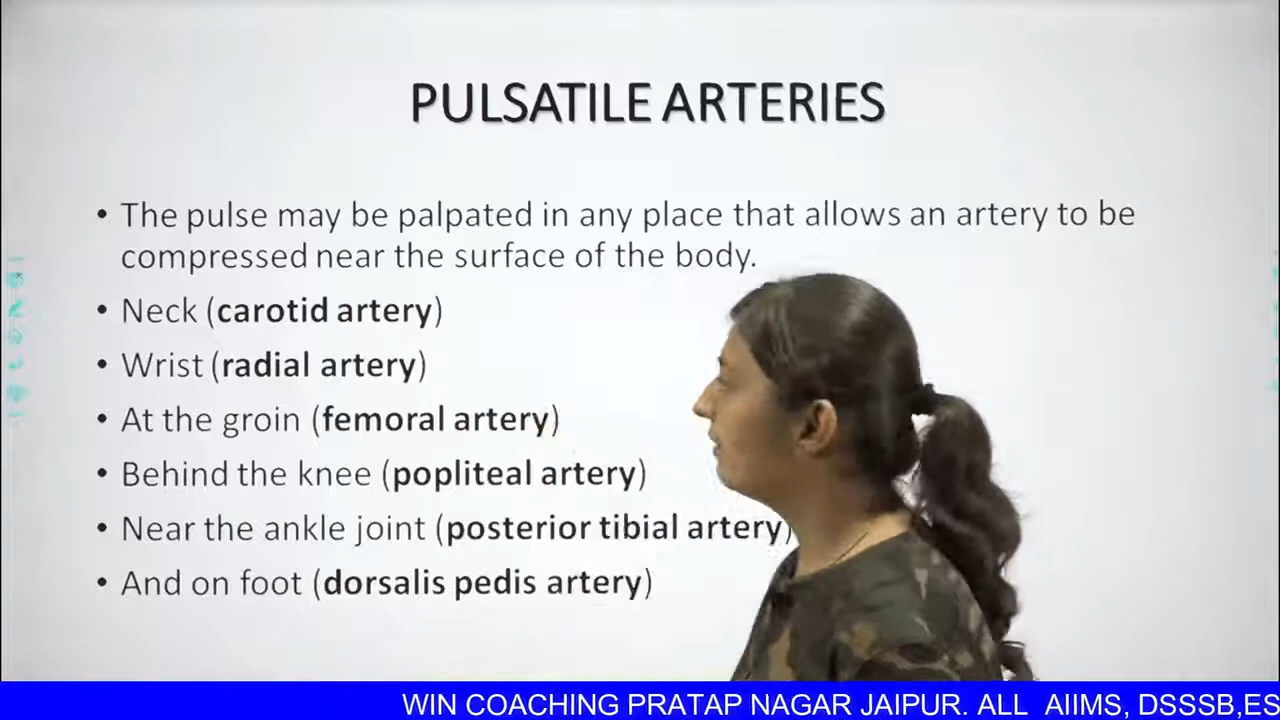 PULSATILE ARTERIES
• The pulse may be palpated in any place that allows an artery to be
compressed near the surface of the body.
• Neck (carotid artery)
• Wrist (radial artery)
• At the groin (femoral artery)
• Behind the knee (popliteal artery)
• Near the ankle joint (posterior tibial artery)
• And on foot (dorsalis pedis artery)
WIN COACHING PRATAP NAGAR JAIPUR. ALL AIIMS, DSSSB,ES